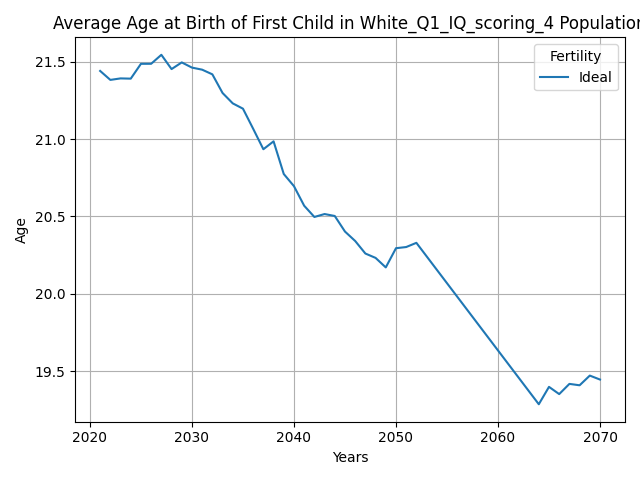 Average Age at Birth of First Child in White_Q1_IQ_scoring_4 Population
Fertility
Ideal
21.5
21.0
20.5
20.0
19.5
Age
2020 2030 2040 2050 2060 2070
Years